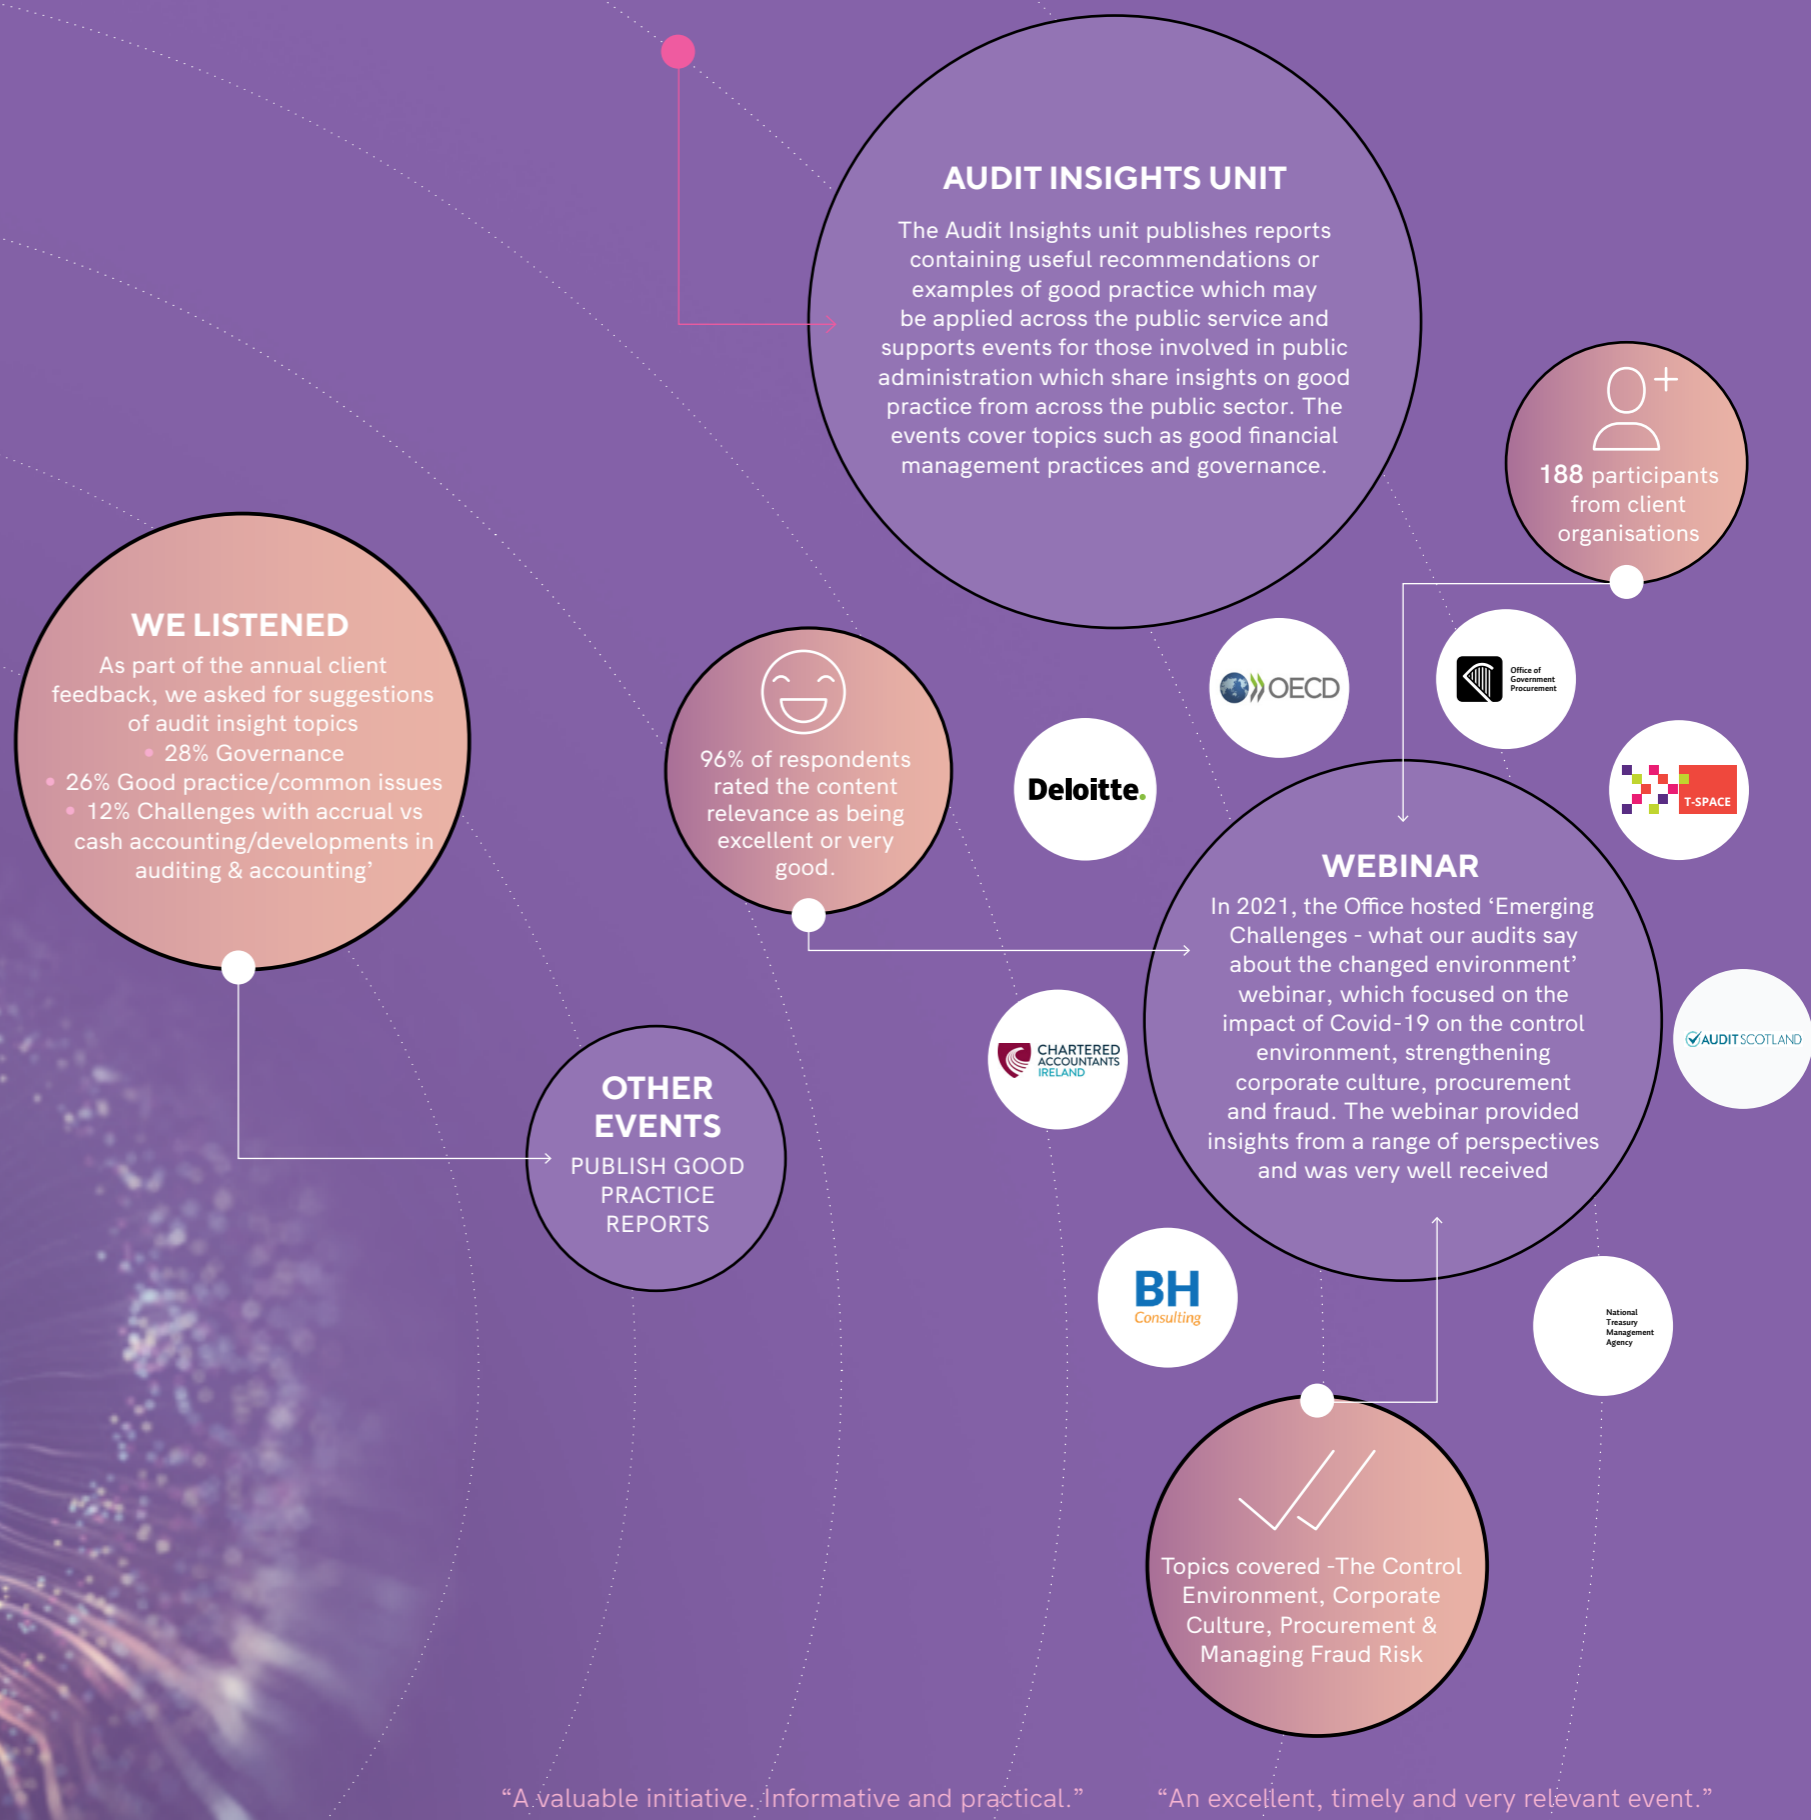 AUDIT INSIGHTS UNIT
The Audit Insights unit publishes reports
containing useful recommendations or
examples of good practice which may
be applied across the public service and
supports events for those involved in public
administration which share insights on good
practice from across the public sector. The
events cover topics such as good financial
management practices and governance.
188 participants
from client
organisations
WE LISTENED
As part of the annual client
feedback, we asked for suggestions
of audit insight topics
• 28% Governance
• 26% Good practice/common issues
• 12% Challenges with accrual vs
cash accounting/developments in
auditing & accounting’
96% of respondents
rated the content
relevance as being
excellent or very
good.
OECD
Office of
Government
Procurement
Deloitte.
T-SPACE
WEBINAR
In 2021, the Office hosted ‘Emerging
Challenges - what our audits say
about the changed environment’
webinar, which focused on the
impact of Covid-19 on the control
environment, strengthening
corporate culture, procurement
and fraud. The webinar provided
insights from a range of perspectives
and was very well received
CHARTERED
ACCOUNTANTS
IRELAND
AUDIT SCOTLAND
OTHER
EVENTS
PUBLISH GOOD
PRACTICE
REPORTS
BH
Consulting
National
Treasury
Management
Agency
Topics covered -The Control
Environment, Corporate
Culture, Procurement &
Managing Fraud Risk
“A valuable initiative. Informative and practical.”
“An excellent, timely and very relevant event.”